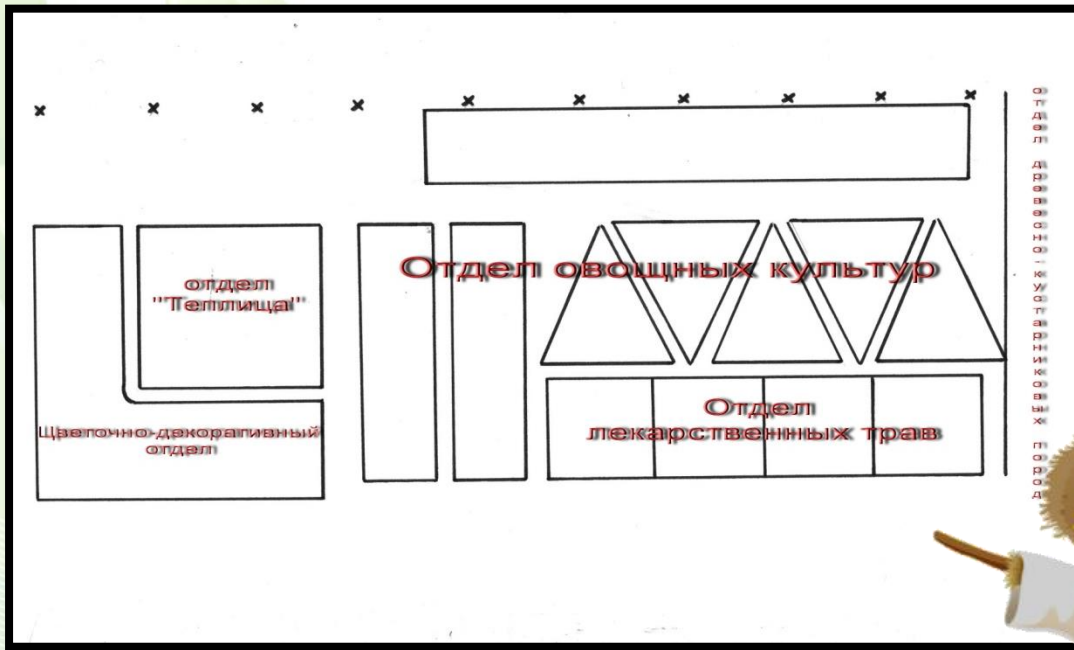 отдел
"Теплица"
Цветочно-декоративный
отдел
Отдел овощных культур
Отдел
лекарственных трав
отдел древесно-кустарниковых пород